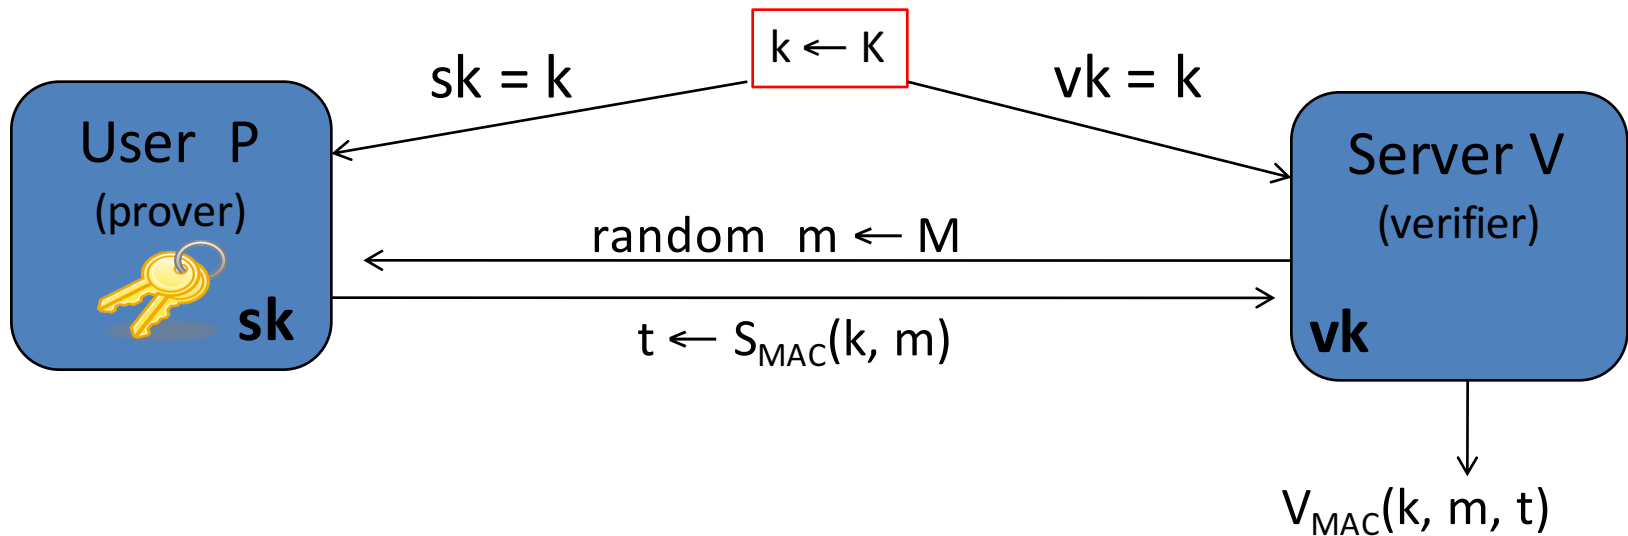 k ← K
sk = k
vk = k
User P
(prover)
sk
Server V
(verifier)
vk
random m ← M
t ← S_MAC(k, m)
V_MAC(k, m, t)